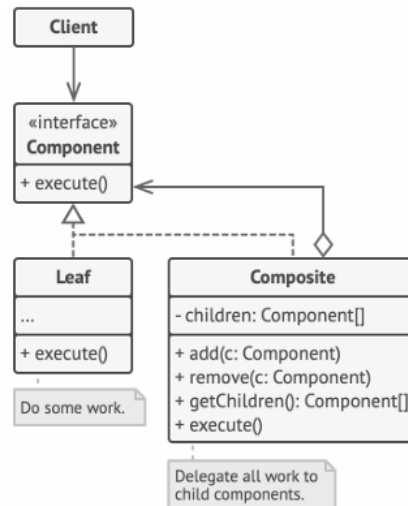 Client
«interface»
Component
+ execute()
Leaf
...
+ execute()
Do some work.
Composite
- children: Component[]
+ add(c: Component)
+ remove(c: Component)
+ getChildren(): Component[]
+ execute()
Delegate all work to
child components.